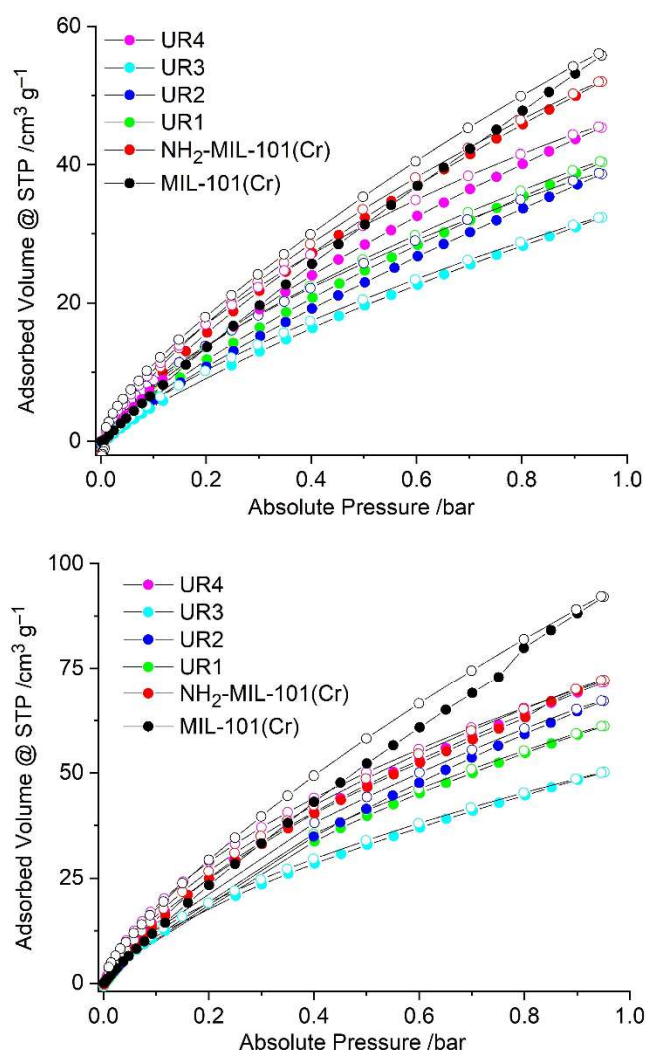 60
40
20
0
Adsorbed Volume @ STP /cm³ g⁻¹
UR4
UR3
UR2
UR1
NH₂-MIL-101(Cr)
MIL-101(Cr)
0.0 0.2 0.4 0.6 0.8 1.0
Absolute Pressure /bar
100
75
50
25
0
Adsorbed Volume @ STP /cm³ g⁻¹
UR4
UR3
UR2
UR1
NH₂-MIL-101(Cr)
MIL-101(Cr)
0.0 0.2 0.4 0.6 0.8 1.0
Absolute Pressure /bar